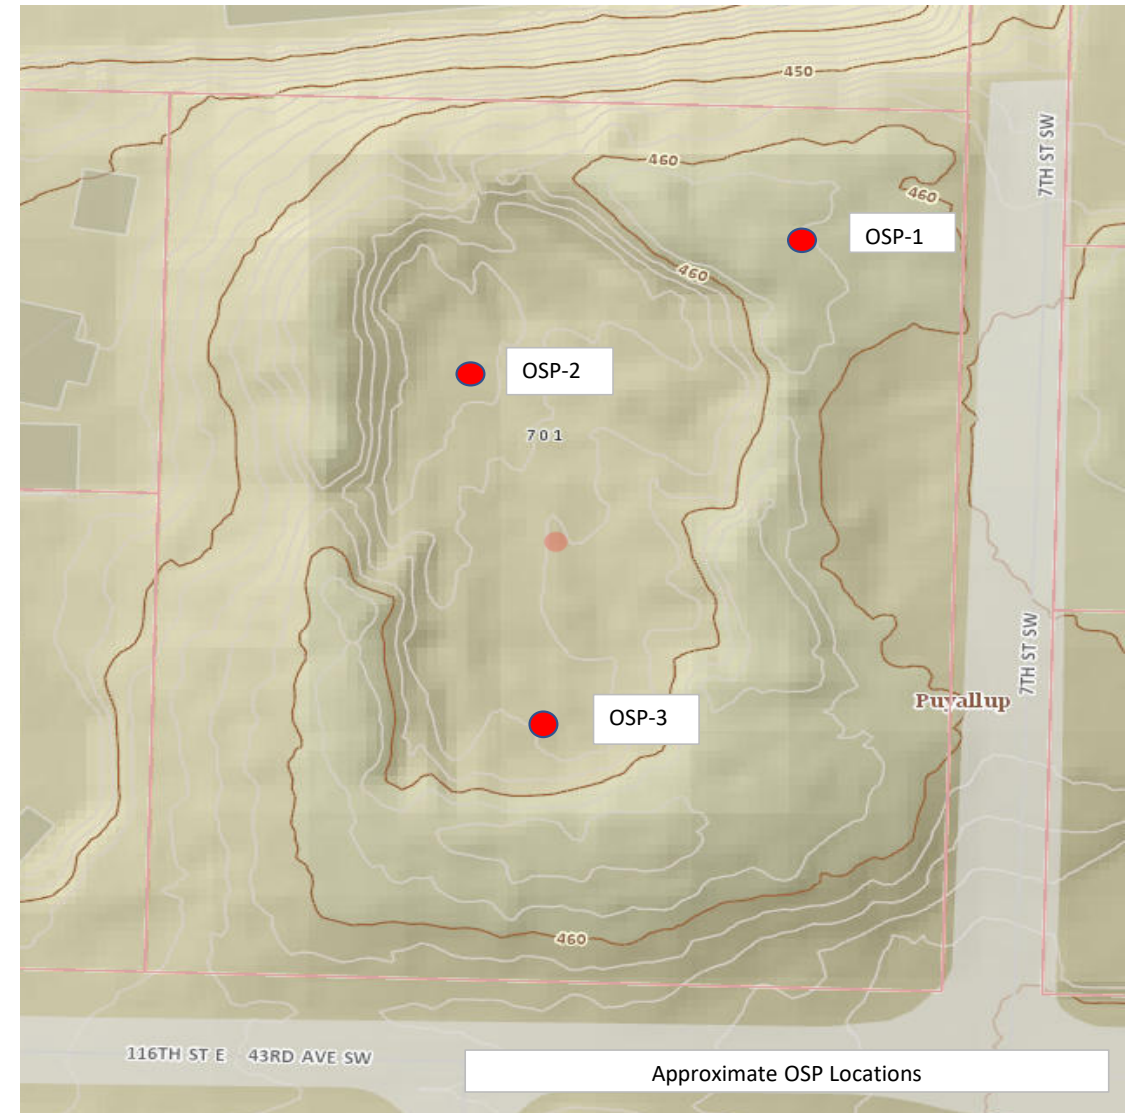 450
7TH ST SW
460
460
OSP-1
460
OSP-2
701
7TH ST SW
Puyallup
OSP-3
460
116TH ST E 43RD AVE SW
Approximate OSP Locations